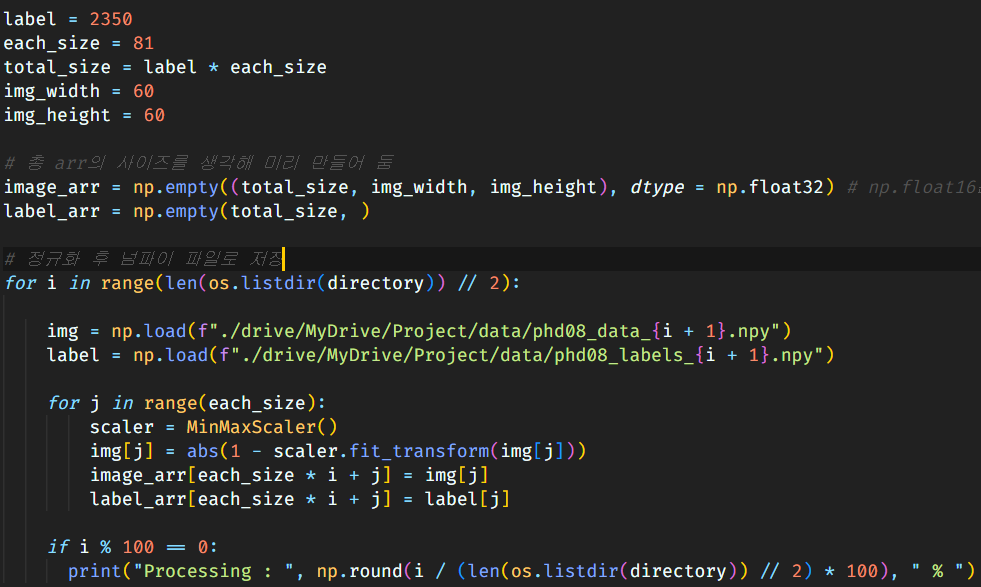 label = 2350
each_size = 81
total_size = label * each_size
img_width = 60
img_height = 60
# 총 arr의 사이즈를 생각해 미리 만들어 둠
image_arr = np.empty((total_size, img_width, img_height), dtype = np.float32) # np.float16
label_arr = np.empty(total_size, )
# 정규화 후 넘파이 파일로 저장
for i in range(len(os.listdir(directory)) // 2):
img = np.load(f"./drive/MyDrive/Project/data/phd08_data_{i + 1}.npy")
label = np.load(f"./drive/MyDrive/Project/data/phd08_labels_{i + 1}.npy")
for j in range(each_size):
scaler = MinMaxScaler()
img[j] = abs(1 - scaler.fit_transform(img[j]))
image_arr[each_size * i + j] = img[j]
label_arr[each_size * i + j] = label[j]
if i % 100 == 0:
print("Processing : ", np.round(i / (len(os.listdir(directory)) // 2) * 100), " % ")